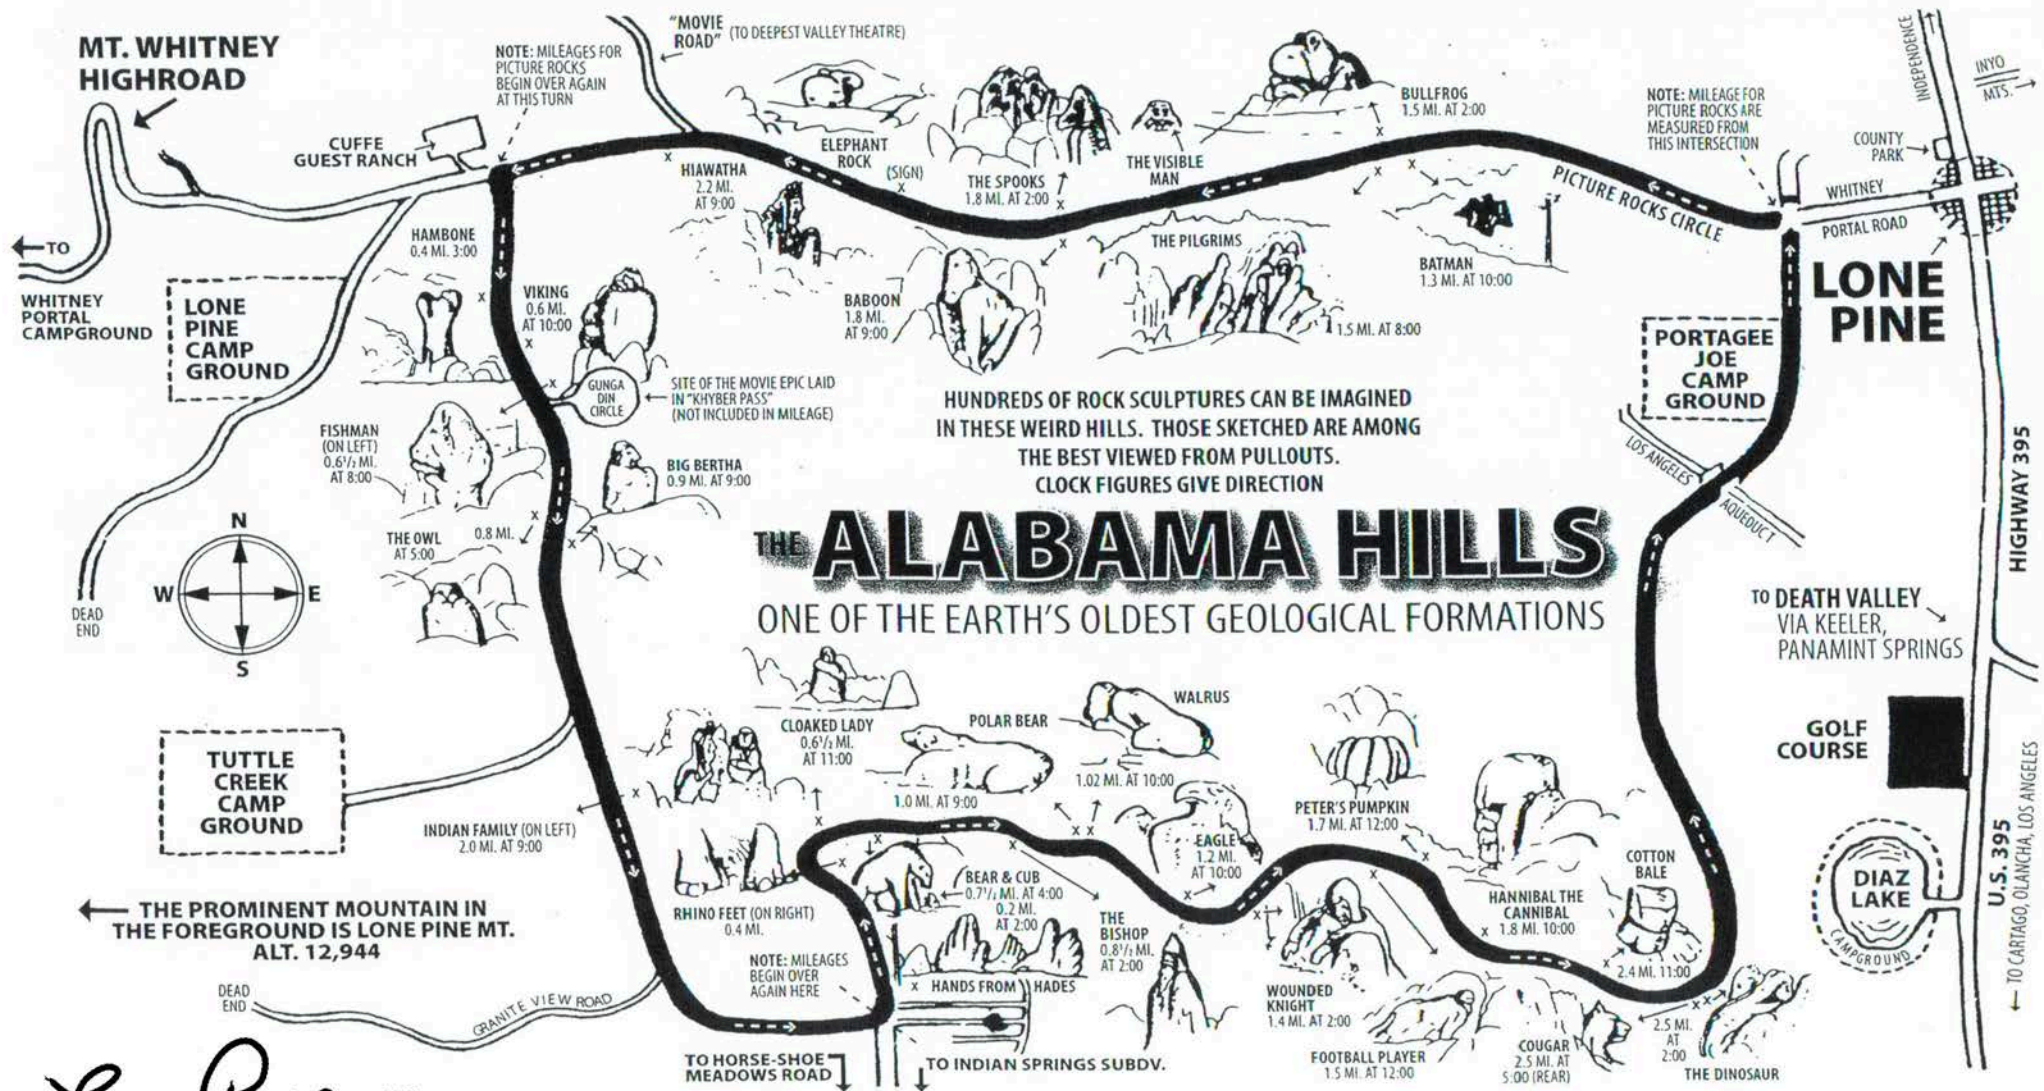 MT. WHITNEY
HIGHROAD
NOTE: MILEAGES FOR
PICTURE ROCKS
BEGIN OVER AGAIN
AT THIS TURN
"MOVIE
ROAD" (TO DEEPEST VALLEY THEATRE)
CUFFE
GUEST RANCH
ELEPHANT
ROCK
(SIGN)
X
HIAWATHA
2.2 MI.
AT 9:00
THE SPOOKS
1.8 MI. AT 2:00
THE VISIBLE
MAN
BULLFROG
1.5 MI. AT 2:00
NOTE: MILEAGE FOR
PICTURE ROCKS ARE
MEASURED FROM
THIS INTERSECTION
INDEPENDENCE
INYO
MTS.
COUNTY
PARK
WHITNEY
PORTAL ROAD
PICTURE ROCKS CIRCLE
LONE
PINE
TO
WHITNEY
PORTAL
CAMPGROUND
LONE
PINE
CAMP
GROUND
HAMBONE
0.4 MI. 3:00
VIKING
0.6 MI.
AT 10:00
BABOON
1.8 MI.
AT 9:00
THE PILGRIMS
1.5 MI. AT 8:00
BATMAN
1.3 MI. AT 10:00
PORTAGEE
JOE
CAMP
GROUND
GUNGA
DIN
CIRCLE
SITE OF THE MOVIE EPIC LAID
IN "KHYBER PASS"
(NOT INCLUDED IN MILEAGE)
HUNDREDS OF ROCK SCULPTURES CAN BE IMAGINED
IN THESE WEIRD HILLS. THOSE SKETCHED ARE AMONG
THE BEST VIEWED FROM PULLOUTS.
CLOCK FIGURES GIVE DIRECTION
FISHMAN
(ON LEFT)
0.6 1/2 MI.
AT 8:00
BIG BERTHA
0.9 MI. AT 9:00
LOS ANGELES
AQUEDUCT
HIGHWAY 395
THE OWL
AT 5:00
0.8 MI.
N
W E
S
DEAD
END
THE ALABAMA HILLS
ONE OF THE EARTH'S OLDEST GEOLOGICAL FORMATIONS
TO DEATH VALLEY
VIA KEELER,
PANAMINT SPRINGS
TUTTLE
CREEK
CAMP
GROUND
CLOAKED LADY
0.6 1/2 MI.
AT 11:00
POLAR BEAR
1.0 MI. AT 9:00
WALRUS
1.02 MI. AT 10:00
GOLF
COURSE
INDIAN FAMILY (ON LEFT)
2.0 MI. AT 9:00
EAGLE
1.2 MI.
AT 10:00
PETER'S PUMPKIN
1.7 MI. AT 12:00
COTTON
BALE
2.4 MI. 11:00
U.S. 395
TO CARTAGO, OLANCHA, LOS ANGELES
DIAZ
LAKE
CAMPGROUND
THE PROMINENT MOUNTAIN IN
THE FOREGROUND IS LONE PINE MT.
ALT. 12,944
RHINO FEET (ON RIGHT)
0.4 MI.
BEAR & CUB
0.7 1/2 MI. AT 4:00
0.2 MI.
AT 2:00
HANDS FROM HADES
THE
BISHOP
0.8 1/2 MI.
AT 2:00
HANNIBAL THE
CANNIBAL
1.8 MI. 10:00
NOTE: MILEAGES
BEGIN OVER
AGAIN HERE
DEAD
END
GRANITE VIEW ROAD
WOUNDED
KNIGHT
1.4 MI. AT 2:00
FOOTBALL PLAYER
1.5 MI. AT 12:00
COUGAR
2.5 MI. AT
5:00 (REAR)
2.5 MI.
AT
2:00
THE DINOSAUR
TO HORSE-SHOE
MEADOWS ROAD
TO INDIAN SPRINGS SUBDV.